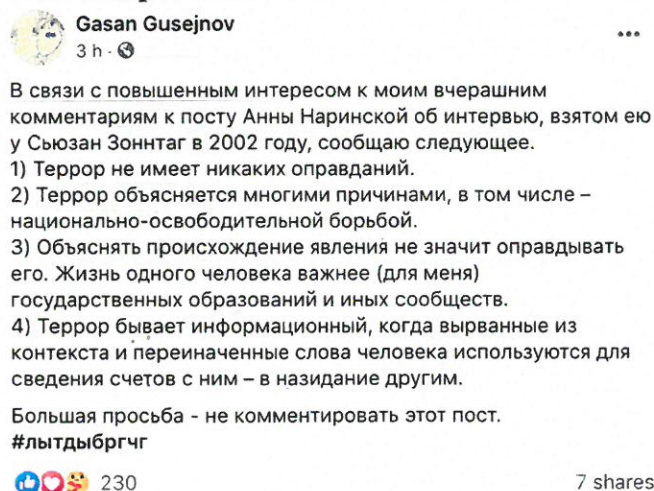 Gasan Gusejnov
3 h ·
В связи с повышенным интересом к моим вчерашним
комментариям к посту Анны Наринской об интервью, взятом ею
у Сьюзан Зоннтаг в 2002 году, сообщаю следующее.
1) Террор не имеет никаких оправданий.
2) Террор объясняется многими причинами, в том числе –
национально-освободительной борьбой.
3) Объяснять происхождение явления не значит оправдывать
его. Жизнь одного человека важнее (для меня)
государственных образований и иных сообществ.
4) Террор бывает информационный, когда вырванные из
контекста и переиначенные слова человека используются для
сведения счетов с ним – в назидание другим.
Большая просьба - не комментировать этот пост.
#лытдыбргчг
230 7 shares